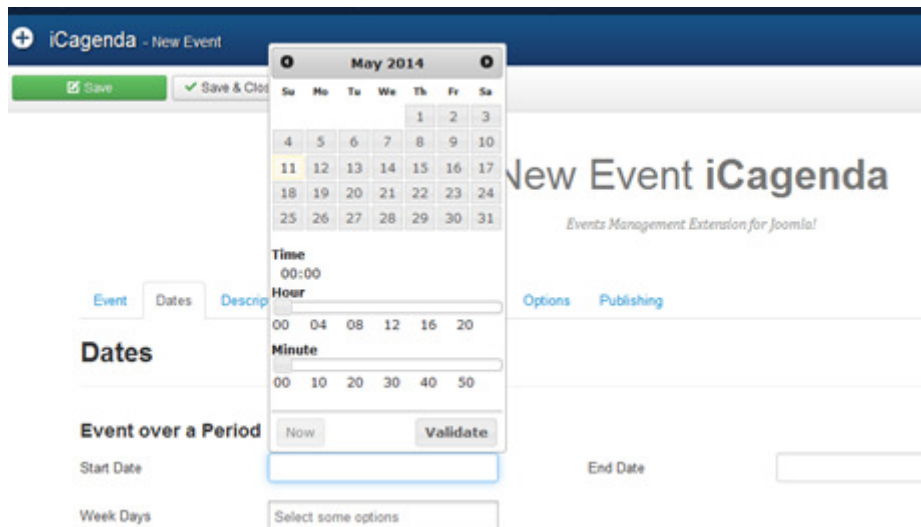 iCagenda - New Event
Save
Save & Clos
May 2014
Su Mo Tu We Th Fr Sa
1 2 3
4 5 6 7 8 9 10
11 12 13 14 15 16 17
18 19 20 21 22 23 24
25 26 27 28 29 30 31
New Event iCagenda
Events Management Extension for Joomla!
Time
00:00
Hour
00 04 08 12 16 20
Minute
00 10 20 30 40 50
Now Validate
Event Dates Descrip Options Publishing
Dates
Event over a Period
Start Date End Date
Week Days Select some options